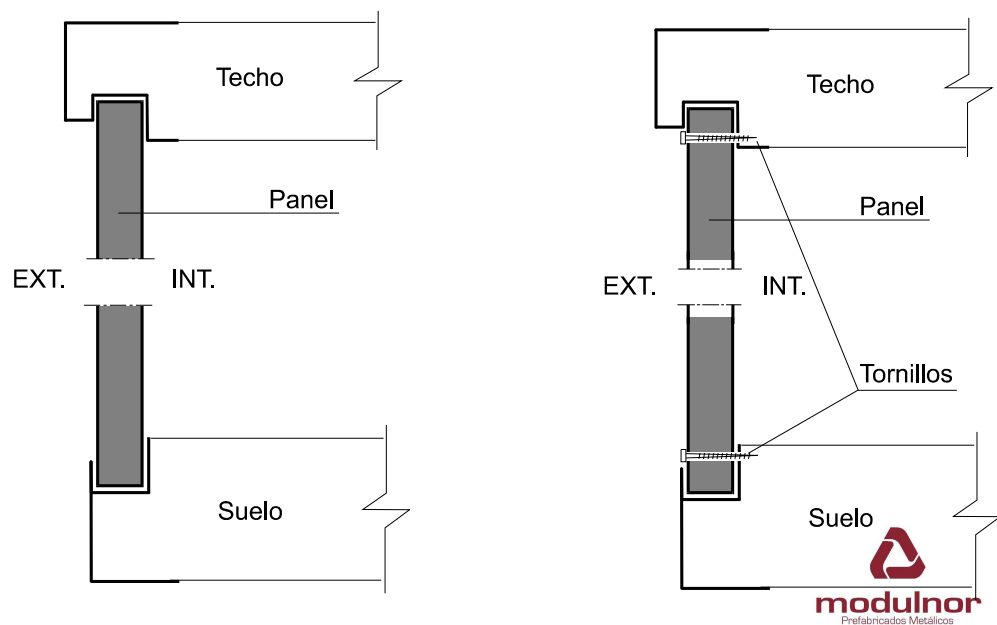 Techo
Panel
EXT. INT.
Suelo
Techo
Panel
EXT. INT.
Tornillos
Suelo
modulnor
Prefabricados Metálicos